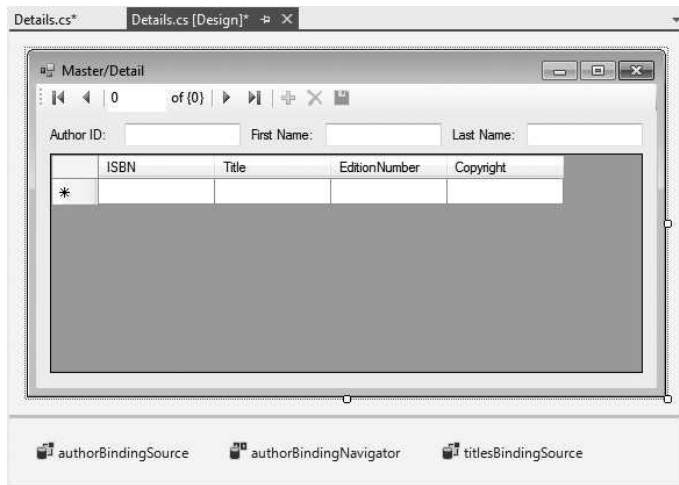 Details.cs* Details.cs [Design]*
Master/Detail
0 of {0}
Author ID: First Name: Last Name:
ISBN Title EditionNumber Copyright
authorBindingSource authorBindingNavigator titlesBindingSource